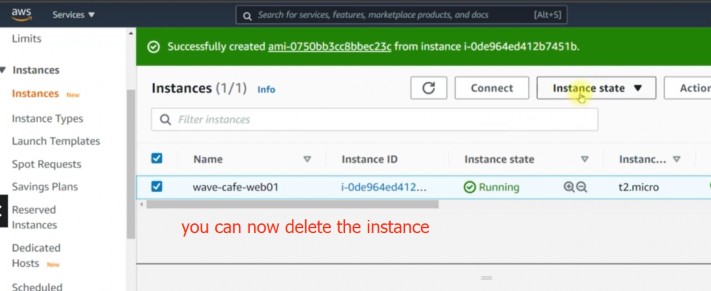 aws
Services ▼
Search for services, features, marketplace products, and docs [Alt+S]
Limits
Instances
Instances New
Instance Types
Launch Templates
Spot Requests
Savings Plans
Reserved
Instances
Dedicated
Hosts New
Scheduled
Successfully created ami-0750bb3cc8bbec23c from instance i-0de964ed412b7451b.
Instances (1/1) Info
Connect
Instance state ▼
Action
Filter instances
Name
Instance ID
Instance state
Instanc...
wave-cafe-web01
i-0de964ed412...
Running
t2.micro
you can now delete the instance